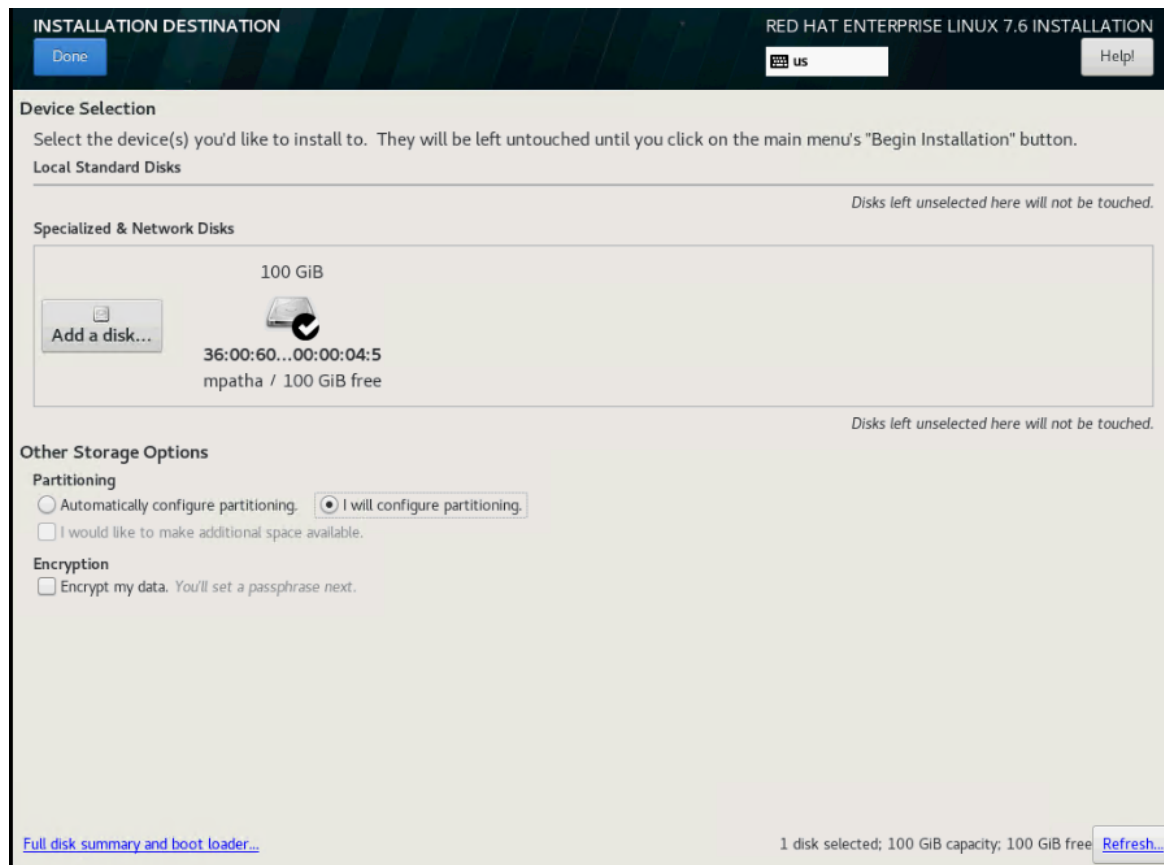 INSTALLATION DESTINATION
RED HAT ENTERPRISE LINUX 7.6 INSTALLATION
Done
us
Help!
Device Selection
Select the device(s) you'd like to install to. They will be left untouched until you click on the main menu's "Begin Installation" button.
Local Standard Disks
Disks left unselected here will not be touched.
Specialized & Network Disks
100 GiB
Add a disk...
36:00:60...00:00:04:5
mpatha / 100 GiB free
Disks left unselected here will not be touched.
Other Storage Options
Partitioning
Automatically configure partitioning. I will configure partitioning.
I would like to make additional space available.
Encryption
Encrypt my data. You'll set a passphrase next.
Full disk summary and boot loader...
1 disk selected; 100 GiB capacity; 100 GiB free Refresh...